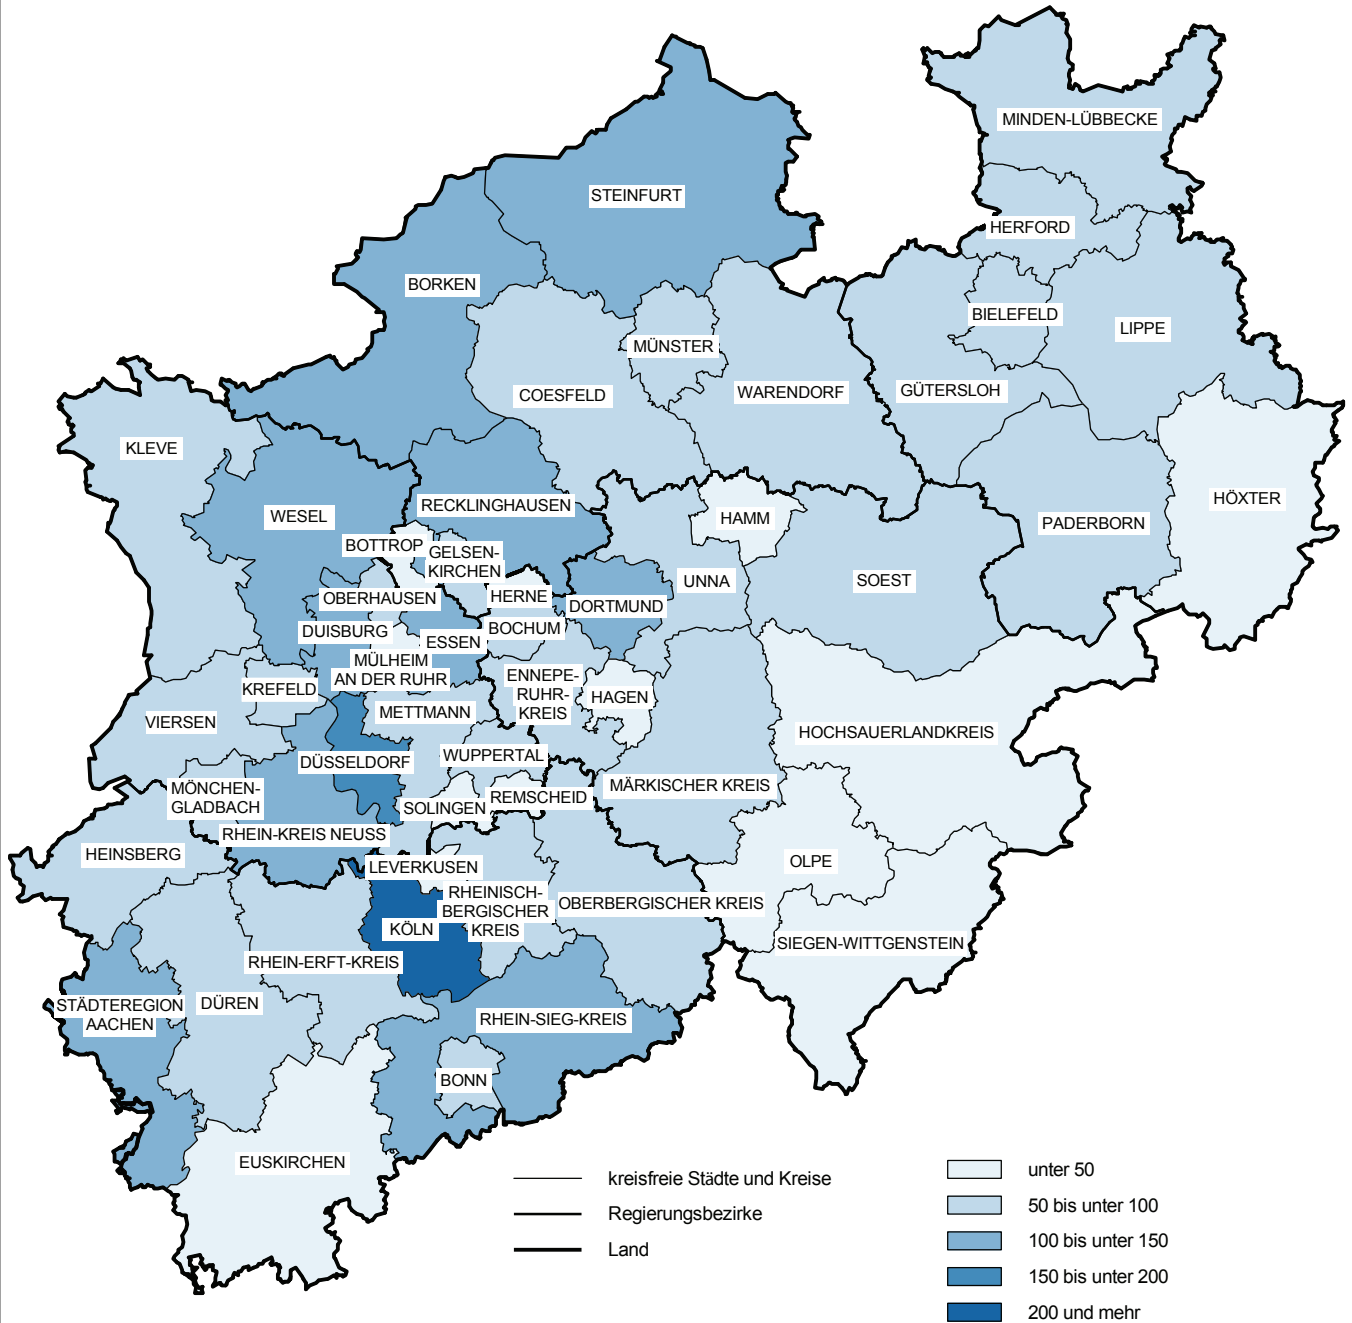 MINDEN-LÜBBECKE
STEINFURT
HERFORD
BORKEN
BIELEFELD
LIPPE
MÜNSTER
COESFELD
WARENDORF
GÜTERSLOH
KLEVE
HÖXTER
RECKLINGHAUSEN
WESEL
HAMM
PADERBORN
BOTTROP
GELSEN-
KIRCHEN
UNNA
SOEST
OBERHAUSEN
HERNE
DORTMUND
DUISBURG
BOCHUM
ESSEN
MÜLHEIM
AN DER RUHR
ENNEPE-
RUHR-
KREIS
KREFELD
HAGEN
METTMANN
VIERSEN
HOCHSAUERLANDKREIS
WUPPERTAL
DÜSSELDORF
MÄRKISCHER KREIS
MÖNCHEN-
GLADBACH
REMSCHEID
SOLINGEN
RHEIN-KREIS NEUSS
HEINSBERG
OLPE
LEVERKUSEN
RHEINISCH-
BERGISCHER
KREIS
OBERBERGISCHER KREIS
KÖLN
SIEGEN-WITTGENSTEIN
RHEIN-ERFT-KREIS
STÄDTEREGION
AACHEN
DÜREN
RHEIN-SIEG-KREIS
BONN
EUSKIRCHEN
kreisfreie Städte und Kreise
Regierungsbezirke
Land
unter 50
50 bis unter 100
100 bis unter 150
150 bis unter 200
200 und mehr